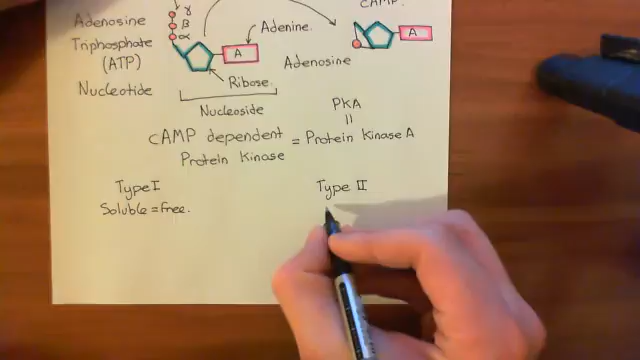 Adenosine
Triphosphate
(ATP)
Nucleotide
γ
β
α
A
Adenine.
Ribose.
Nucleoside
cAMP.
A
Adenosine
PKA
=
cAMP dependent = Protein Kinase A
Protein Kinase
Type I
Soluble = free.
Type II